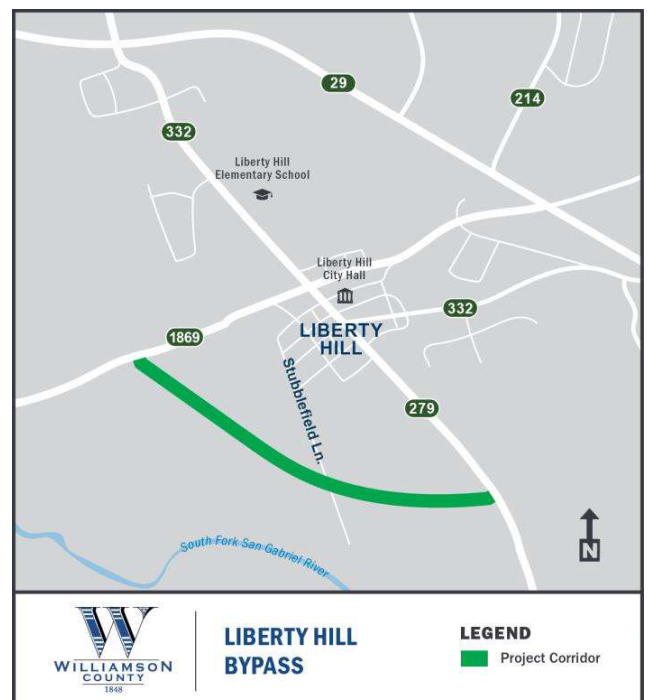 29
214
332
Liberty Hill
Elementary School
Liberty Hill
City Hall
332
1869
LIBERTY
HILL
Stubblefield Ln.
279
South Fork San Gabriel River
N
W
WILLIAMSON
COUNTY
1848
LIBERTY HILL
BYPASS
LEGEND
Project Corridor